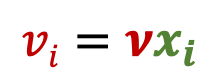 𝑣ᵢ = 𝝂𝒙ᵢ